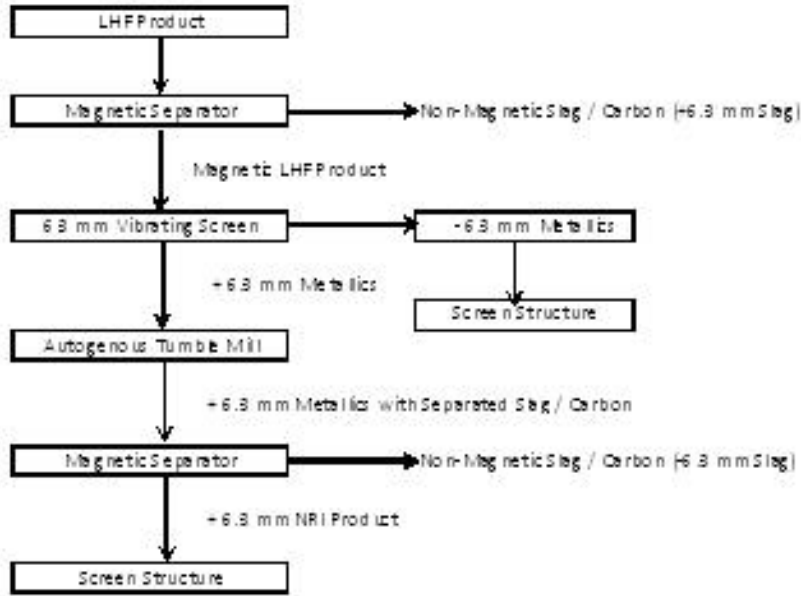 LHF Product
Magnetic Separator
Non-Magnetic Slag / Carbon (+6.3 mm Slag)
Magnetic LHF Product
6.3 mm Vibrating Screen
-6.3 mm Metallics
+6.3 mm Metallics
Screen Structure
Autogenous Tumble Mill
+6.3 mm Metallics with Separated Slag / Carbon
Magnetic Separator
Non-Magnetic Slag / Carbon (-6.3 mm Slag)
+6.3 mm NRI Product
Screen Structure